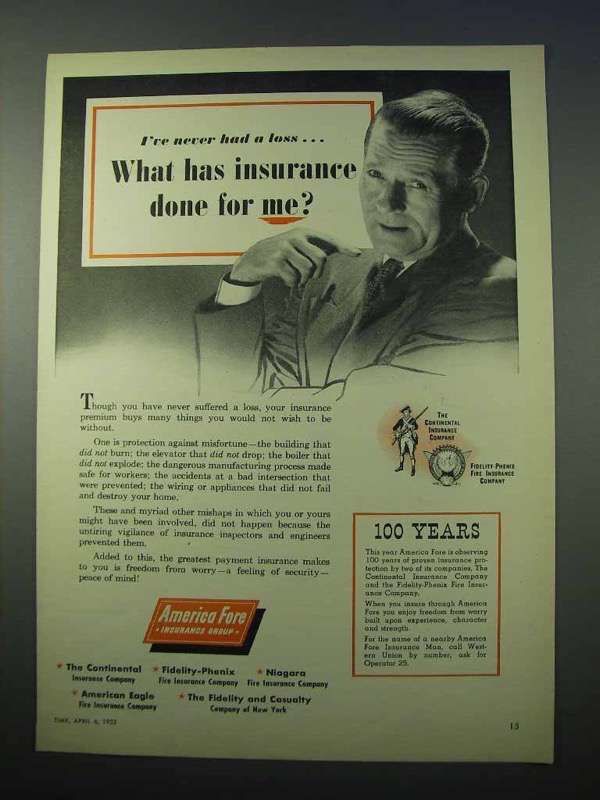 I've never had a loss . . .
What has insurance
done for me?
Though you have never suffered a loss, your insurance
premium buys many things you would not wish to be
without.
One is protection against misfortune—the building that
did not burn; the elevator that did not drop; the boiler that
did not explode; the dangerous manufacturing process made
safe for workers; the accidents at a bad intersection that
were prevented; the wiring or appliances that did not fail
and destroy your home.
These and myriad other mishaps in which you or yours
might have been involved, did not happen because the
untiring vigilance of insurance inspectors and engineers
prevented them.
Added to this, the greatest payment insurance makes
to you is freedom from worry—a feeling of security—
peace of mind!
THE
CONTINENTAL
INSURANCE
COMPANY
FIDELITY-PHENIX
FIRE INSURANCE
COMPANY
100 YEARS
This year America Fore is observing
100 years of proven insurance pro-
tection by two of its companies, The
Continental Insurance Company
and the Fidelity-Phenix Fire Insur-
ance Company.
When you insure through America
Fore you enjoy freedom from worry
built upon experience, character
and strength.
For the name of a nearby America
Fore Insurance Man, call West-
ern Union by number, ask for
Operator 25.
America Fore
INSURANCE GROUP
★ The Continental
Insurance Company
★ Fidelity-Phenix
Fire Insurance Company
★ Niagara
Fire Insurance Company
★ American Eagle
Fire Insurance Company
★ The Fidelity and Casualty
Company of New York
TIME, APRIL 6, 1953
15